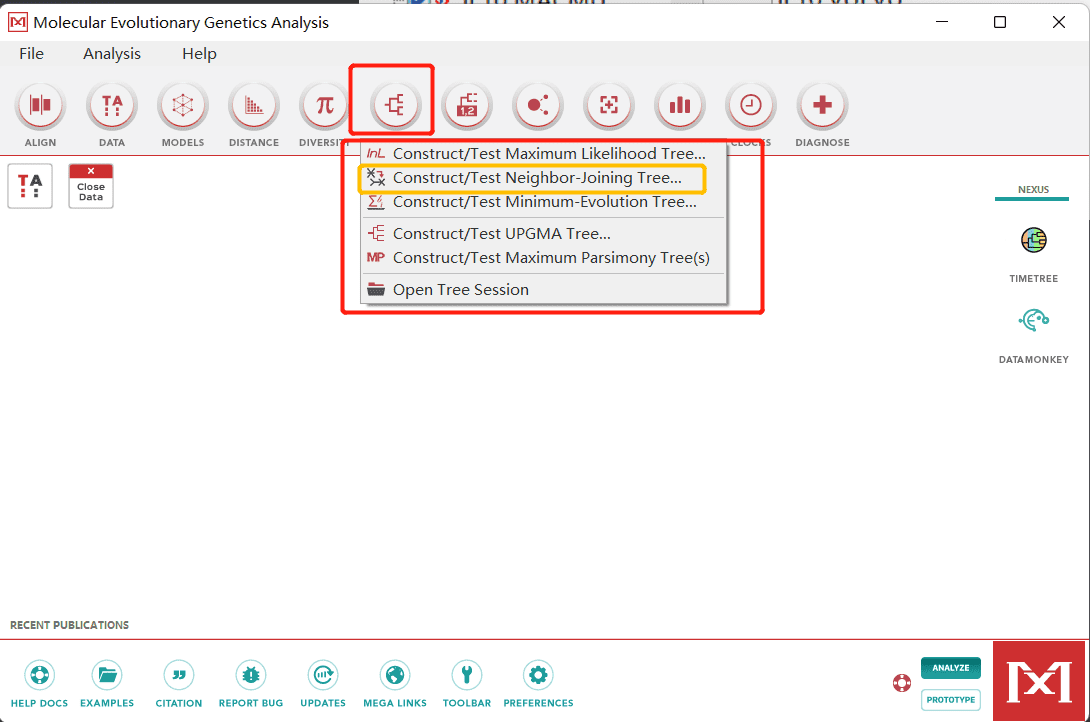 Molecular Evolutionary Genetics Analysis
File Analysis Help
ALIGN DATA MODELS DISTANCE DIVERSITY CLOCKS DIAGNOSE
lnL Construct/Test Maximum Likelihood Tree...
Construct/Test Neighbor-Joining Tree...
Construct/Test Minimum-Evolution Tree...
Construct/Test UPGMA Tree...
MP Construct/Test Maximum Parsimony Tree(s)
Open Tree Session
TA
Close
Data
NEXUS
TIMETREE
DATAMONKEY
RECENT PUBLICATIONS
HELP DOCS EXAMPLES CITATION REPORT BUG UPDATES MEGA LINKS TOOLBAR PREFERENCES
ANALYZE
PROTOTYPE